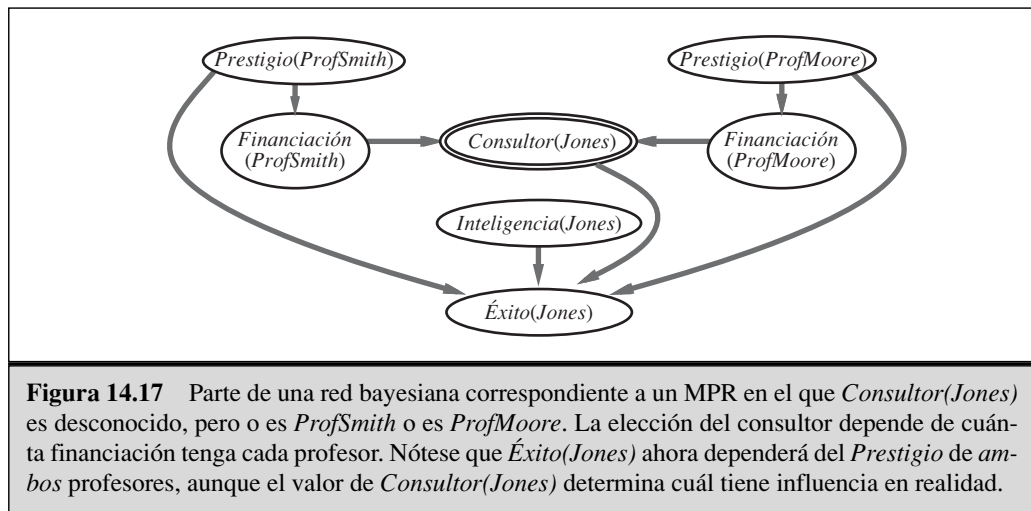 Prestigio(ProfSmith)
Prestigio(ProfMoore)
Financiación
(ProfSmith)
Consultor(Jones)
Financiación
(ProfMoore)
Inteligencia(Jones)
Éxito(Jones)
Figura 14.17 Parte de una red bayesiana correspondiente a un MPR en el que Consultor(Jones)
es desconocido, pero o es ProfSmith o es ProfMoore. La elección del consultor depende de cuán-
ta financiación tenga cada profesor. Nótese que Éxito(Jones) ahora dependerá del Prestigio de am-
bos profesores, aunque el valor de Consultor(Jones) determina cuál tiene influencia en realidad.